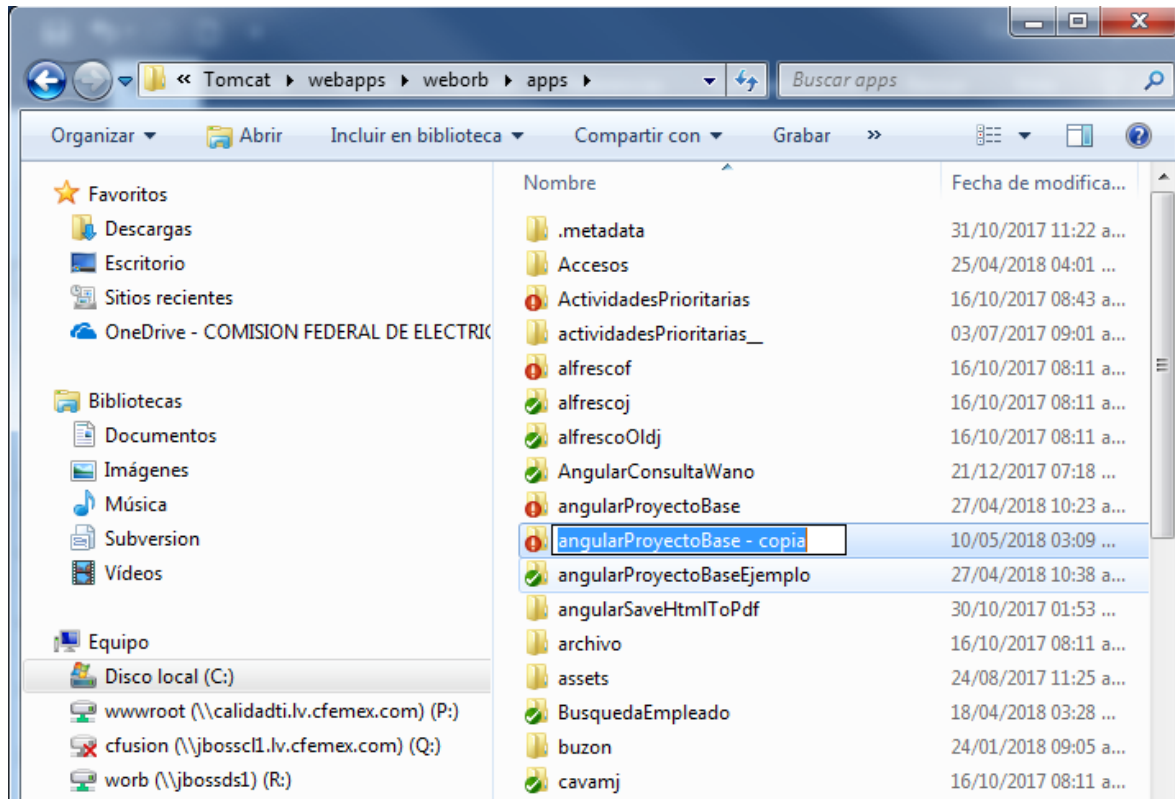 « Tomcat ▸ webapps ▸ weborb ▸ apps ▸
Buscar apps
Organizar Abrir Incluir en biblioteca Compartir con Grabar »
Favoritos
Descargas
Escritorio
Sitios recientes
OneDrive - COMISION FEDERAL DE ELECTRIC
Bibliotecas
Documentos
Imágenes
Música
Subversion
Vídeos
Equipo
Disco local (C:)
wwwroot (\\calidadti.lv.cfemex.com) (P:)
cfusion (\\jbosscl1.lv.cfemex.com) (Q:)
worb (\\jbossds1) (R:)
Nombre Fecha de modifica...
.metadata 31/10/2017 11:22 a...
Accesos 25/04/2018 04:01 ...
ActividadesPrioritarias 16/10/2017 08:43 a...
actividadesPrioritarias__ 03/07/2017 09:01 a...
alfrescof 16/10/2017 08:11 a...
alfrescoj 16/10/2017 08:11 a...
alfrescoOldj 16/10/2017 08:11 a...
AngularConsultaWano 21/12/2017 07:18 ...
angularProyectoBase 27/04/2018 10:23 a...
angularProyectoBase - copia 10/05/2018 03:09 ...
angularProyectoBaseEjemplo 27/04/2018 10:38 a...
angularSaveHtmlToPdf 30/10/2017 01:53 ...
archivo 16/10/2017 08:11 a...
assets 24/08/2017 11:25 a...
BusquedaEmpleado 18/04/2018 03:28 ...
buzon 24/01/2018 09:05 a...
cavamj 16/10/2017 08:11 a...